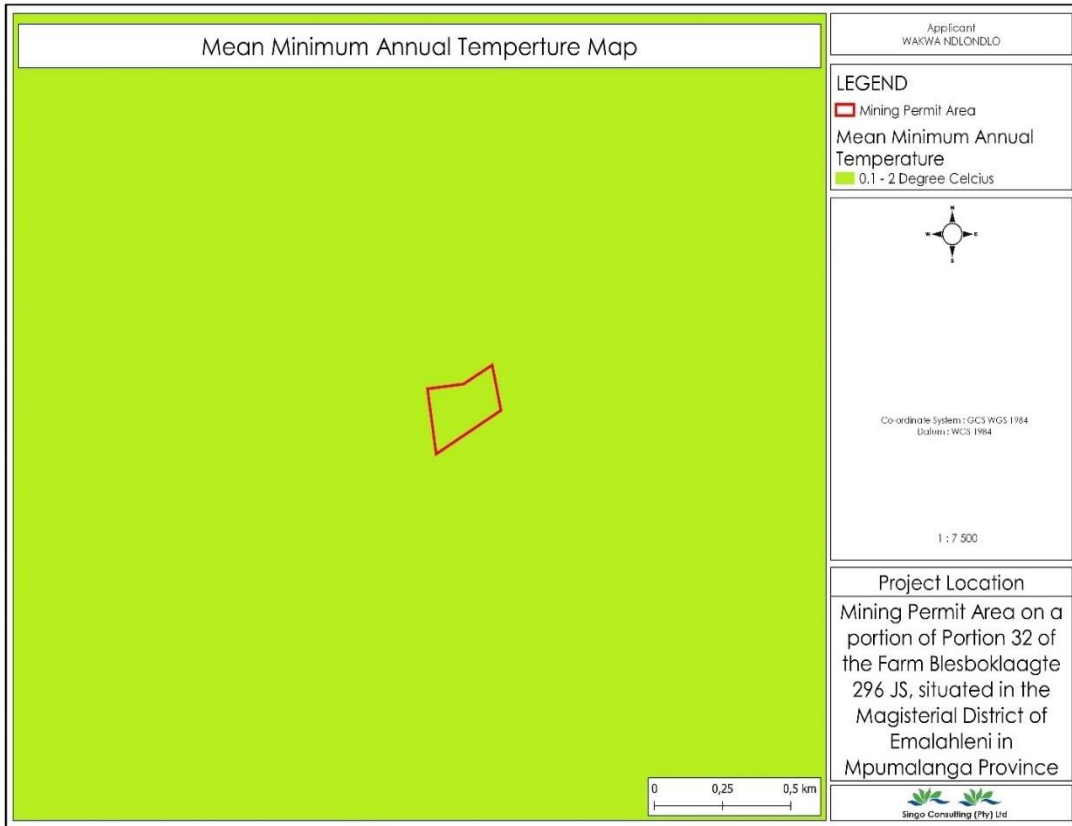 Mean Minimum Annual Temperture Map
Applicant
WAKWA NDLONDLO
LEGEND
Mining Permit Area
Mean Minimum Annual
Temperature
0.1 - 2 Degree Celcius
N
W E
S
Co-ordinate System : GCS WGS 1984
Datum : WGS 1984
1 : 7 500
Project Location
Mining Permit Area on a
portion of Portion 32 of
the Farm Blesboklaagte
296 JS, situated in the
Magisterial District of
Emalahleni in
Mpumalanga Province
0 0,25 0,5 km
Singo Consulting (Pty) Ltd